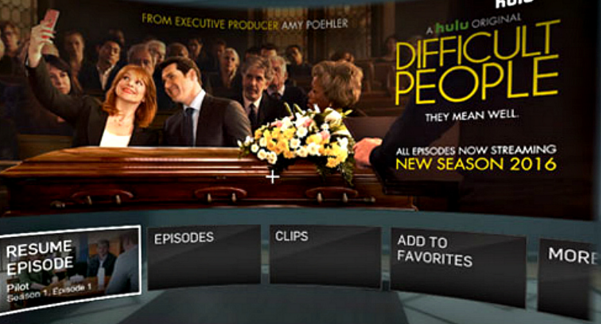 FROM EXECUTIVE PRODUCER AMY POEHLER
A hulu ORIGINAL
DIFFICULT
PEOPLE
THEY MEAN WELL.
ALL EPISODES NOW STREAMING
NEW SEASON 2016
RESUME
EPISODE
Pilot
Season 1, Episode 1
EPISODES
CLIPS
ADD TO
FAVORITES
MORE